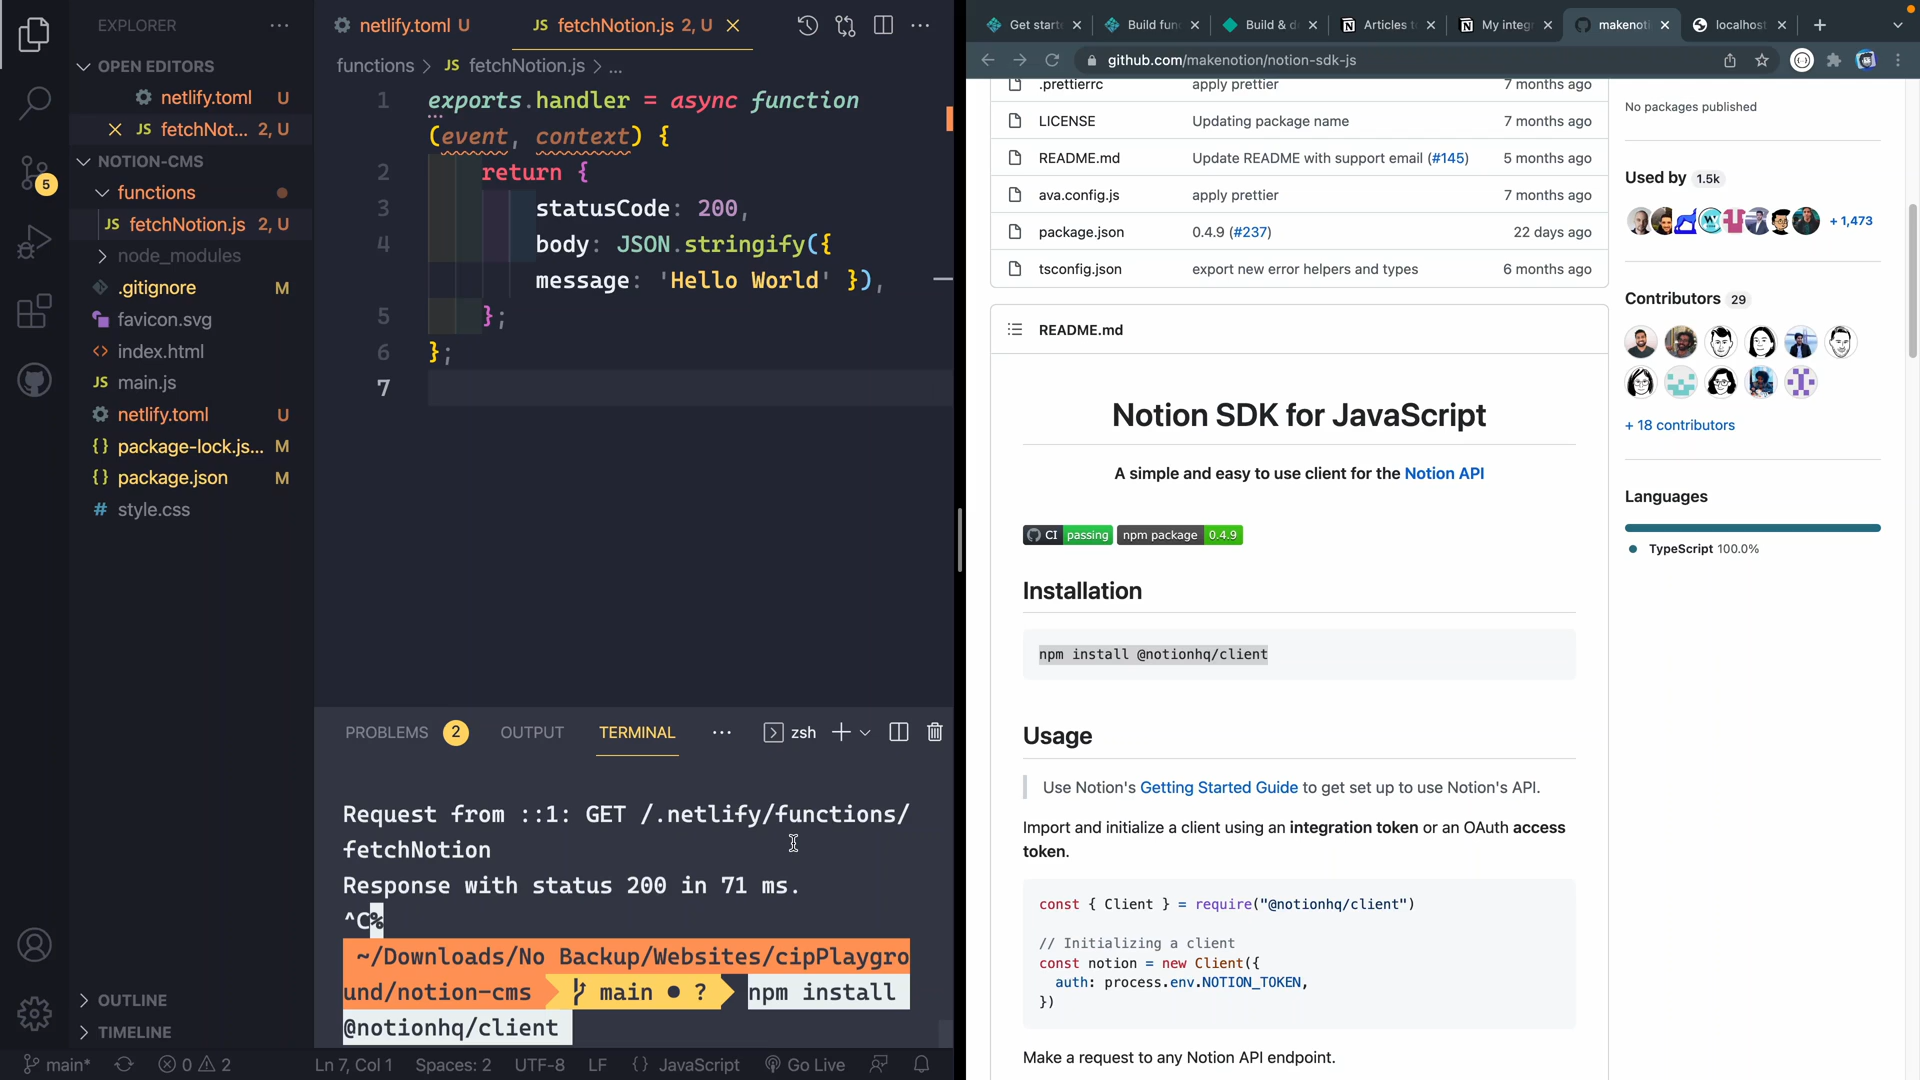 EXPLORER
OPEN EDITORS
netlify.toml U
JS fetchNot... 2, U
NOTION-CMS
functions
JS fetchNotion.js 2, U
node_modules
.gitignore M
favicon.svg
index.html
JS main.js
netlify.toml U
{} package-lock.js... M
{} package.json M
# style.css
OUTLINE
TIMELINE
5
netlify.toml U
JS fetchNotion.js 2, U
functions > JS fetchNotion.js > ...
1 exports.handler = async function
(event, context) {
2 return {
3 statusCode: 200,
4 body: JSON.stringify({
message: 'Hello World' }),
5 };
6 };
7
PROBLEMS 2 OUTPUT TERMINAL ... zsh
Request from ::1: GET /.netlify/functions/
fetchNotion
Response with status 200 in 71 ms.
^C%
~/Downloads/No Backup/Websites/cipPlaygro
und/notion-cms main ● ? npm install
@notionhq/client
main* 0 2 Ln 7, Col 1 Spaces: 2 UTF-8 LF {} JavaScript Go Live
Get start Build fun Build & d Articles t My integ makenoti localhost
github.com/makenotion/notion-sdk-js
.prettierrc apply prettier 7 months ago
LICENSE Updating package name 7 months ago
README.md Update README with support email (#145) 5 months ago
ava.config.js apply prettier 7 months ago
package.json 0.4.9 (#237) 22 days ago
tsconfig.json export new error helpers and types 6 months ago
README.md
Notion SDK for JavaScript
A simple and easy to use client for the Notion API
CI passing npm package 0.4.9
Installation
npm install @notionhq/client
Usage
Use Notion's Getting Started Guide to get set up to use Notion's API.
Import and initialize a client using an integration token or an OAuth access
token.
const { Client } = require("@notionhq/client")
// Initializing a client
const notion = new Client({
auth: process.env.NOTION_TOKEN,
})
Make a request to any Notion API endpoint.
No packages published
Used by 1.5k
+ 1,473
Contributors 29
+ 18 contributors
Languages
TypeScript 100.0%